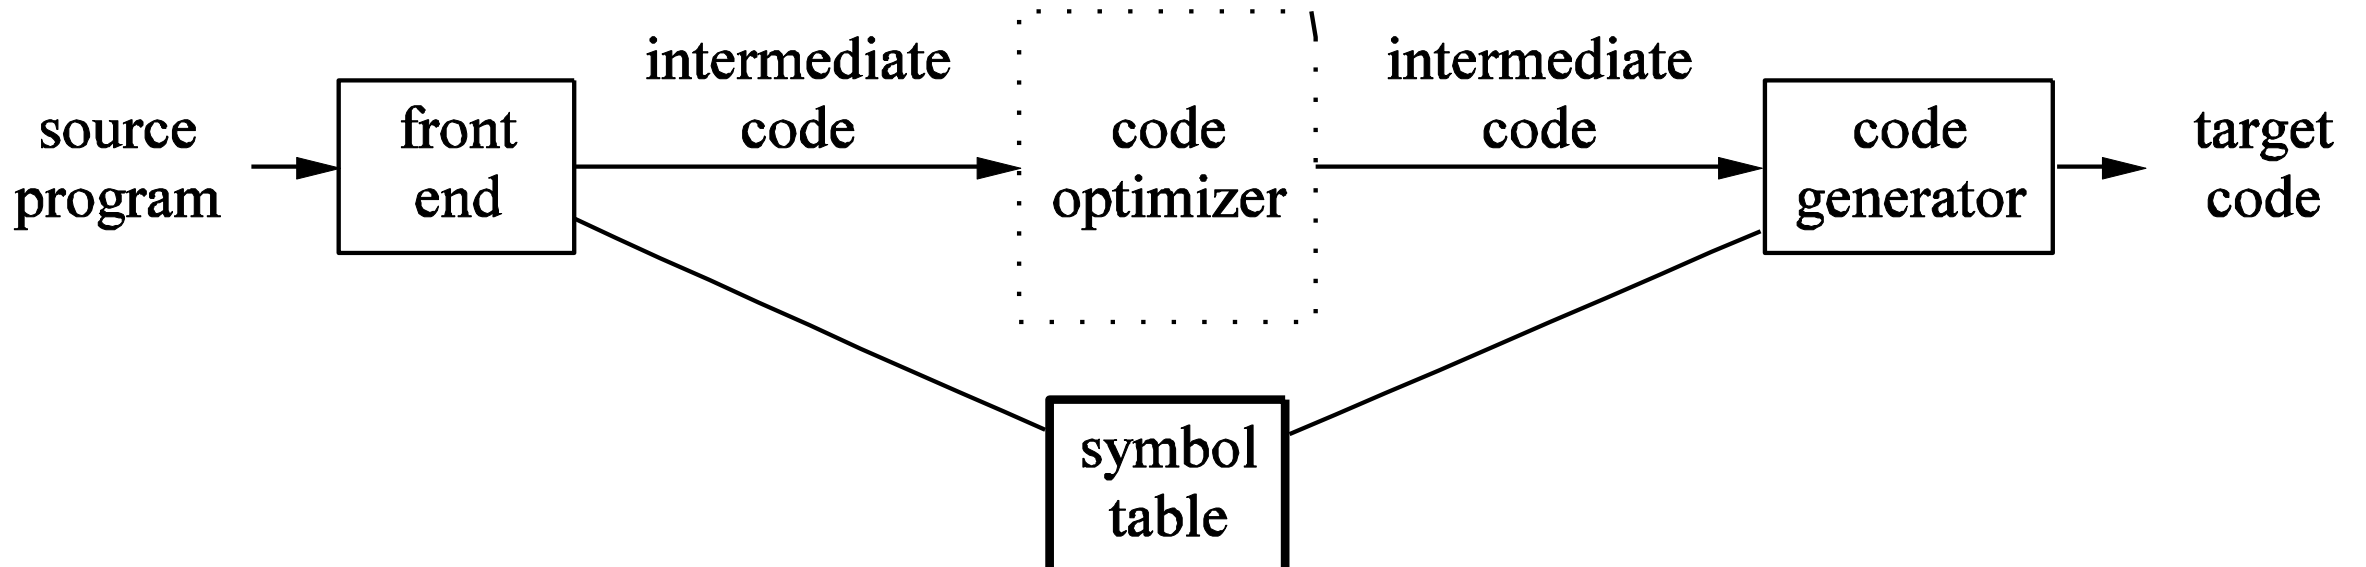 source
program
front
end
intermediate
code
code
optimizer
intermediate
code
code
generator
target
code
symbol
table